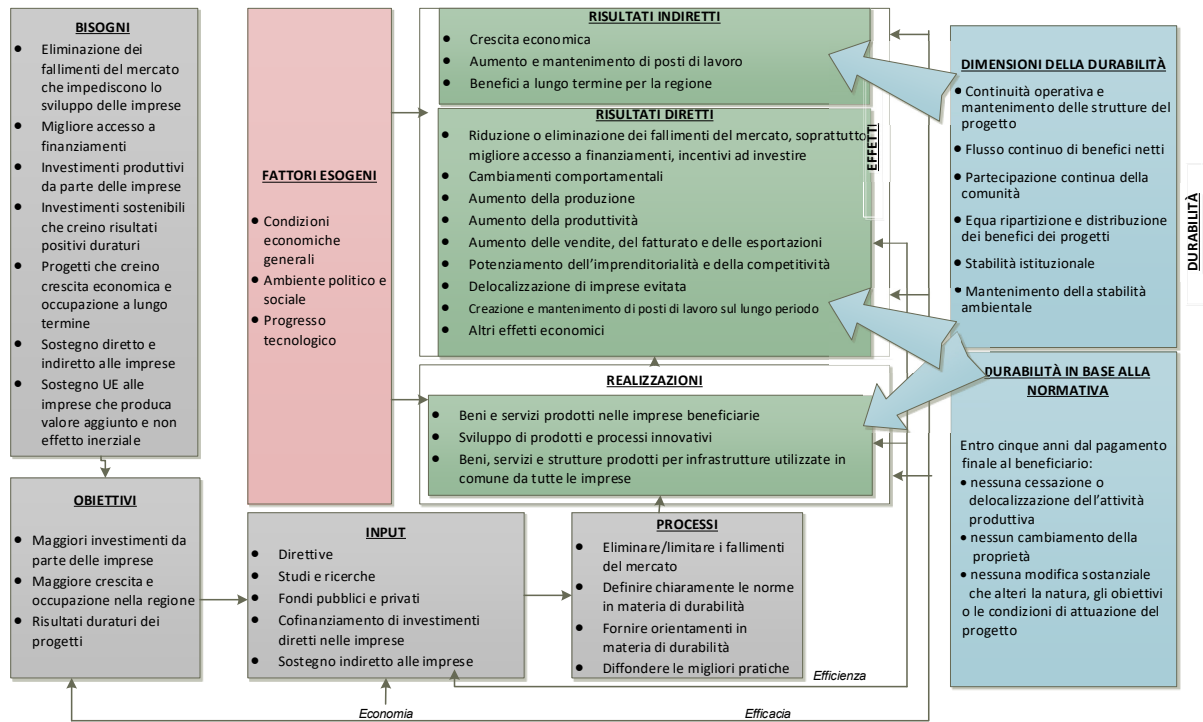 BISOGNI
• Eliminazione dei
fallimenti del mercato
che impediscono lo
sviluppo delle imprese
• Migliore accesso a
finanziamenti
• Investimenti produttivi
da parte delle imprese
• Investimenti sostenibili
che creino risultati
positivi duraturi
• Progetti che creino
crescita economica e
occupazione a lungo
termine
• Sostegno diretto e
indiretto alle imprese
• Sostegno UE alle
imprese che produca
valore aggiunto e non
effetto inerziale
OBIETTIVI
• Maggiori investimenti da
parte delle imprese
• Maggiore crescita e
occupazione nella regione
• Risultati duraturi dei
progetti
FATTORI ESOGENI
• Condizioni
economiche
generali
• Ambiente politico e
sociale
• Progresso
tecnologico
INPUT
• Direttive
• Studi e ricerche
• Fondi pubblici e privati
• Cofinanziamento di investimenti
diretti nelle imprese
• Sostegno indiretto alle imprese
PROCESSI
• Eliminare/limitare i fallimenti
del mercato
• Definire chiaramente le norme
in materia di durabilità
• Fornire orientamenti in
materia di durabilità
• Diffondere le migliori pratiche
RISULTATI INDIRETTI
• Crescita economica
• Aumento e mantenimento di posti di lavoro
• Benefici a lungo termine per la regione
RISULTATI DIRETTI
• Riduzione o eliminazione dei fallimenti del mercato, soprattutto
migliore accesso a finanziamenti, incentivi ad investire
• Cambiamenti comportamentali
• Aumento della produzione
• Aumento della produttività
• Aumento delle vendite, del fatturato e delle esportazioni
• Potenziamento dell'imprenditorialità e della competitività
• Delocalizzazione di imprese evitata
• Creazione e mantenimento di posti di lavoro sul lungo periodo
• Altri effetti economici
EFFETTI
REALIZZAZIONI
• Beni e servizi prodotti nelle imprese beneficiarie
• Sviluppo di prodotti e processi innovativi
• Beni, servizi e strutture prodotti per infrastrutture utilizzate in
comune da tutte le imprese
DIMENSIONI DELLA DURABILITÀ
• Continuità operativa e
mantenimento delle strutture del
progetto
• Flusso continuo di benefici netti
• Partecipazione continua della
comunità
• Equa ripartizione e distribuzione
dei benefici dei progetti
• Stabilità istituzionale
• Mantenimento della stabilità
ambientale
DURABILITÀ
DURABILITÀ IN BASE ALLA
NORMATIVA
Entro cinque anni dal pagamento
finale al beneficiario:
• nessuna cessazione o
delocalizzazione dell'attività
produttiva
• nessun cambiamento della
proprietà
• nessuna modifica sostanziale
che alteri la natura, gli obiettivi
o le condizioni di attuazione del
progetto
Efficienza
Economia
Efficacia